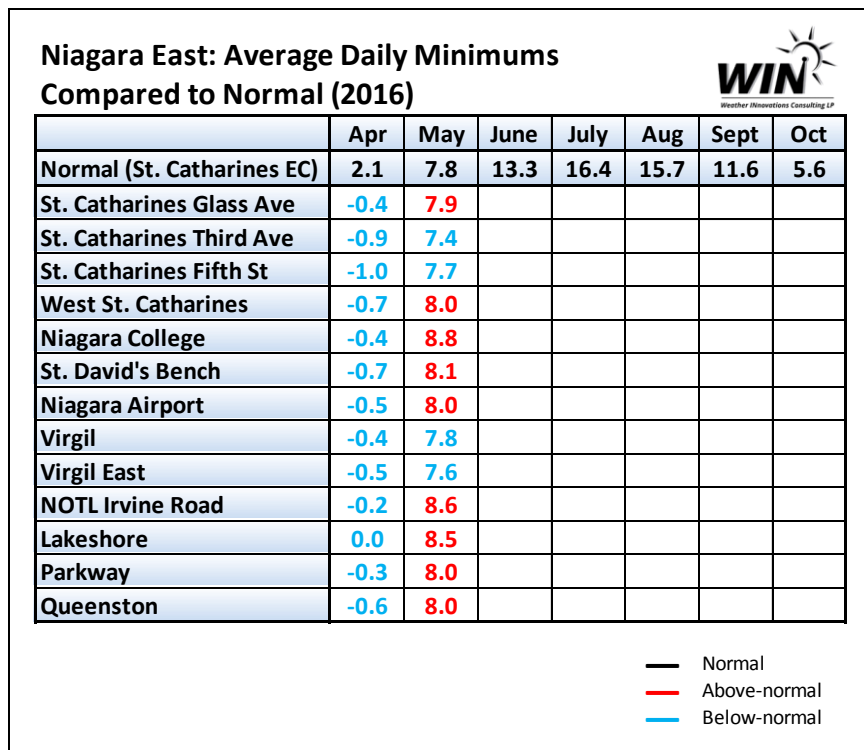 Niagara East: Average Daily Minimums
Compared to Normal (2016)
WIN
Weather INnovations Consulting LP
Apr May June July Aug Sept Oct
Normal (St. Catharines EC) 2.1 7.8 13.3 16.4 15.7 11.6 5.6
St. Catharines Glass Ave -0.4 7.9
St. Catharines Third Ave -0.9 7.4
St. Catharines Fifth St -1.0 7.7
West St. Catharines -0.7 8.0
Niagara College -0.4 8.8
St. David's Bench -0.7 8.1
Niagara Airport -0.5 8.0
Virgil -0.4 7.8
Virgil East -0.5 7.6
NOTL Irvine Road -0.2 8.6
Lakeshore 0.0 8.5
Parkway -0.3 8.0
Queenston -0.6 8.0
Normal
Above-normal
Below-normal